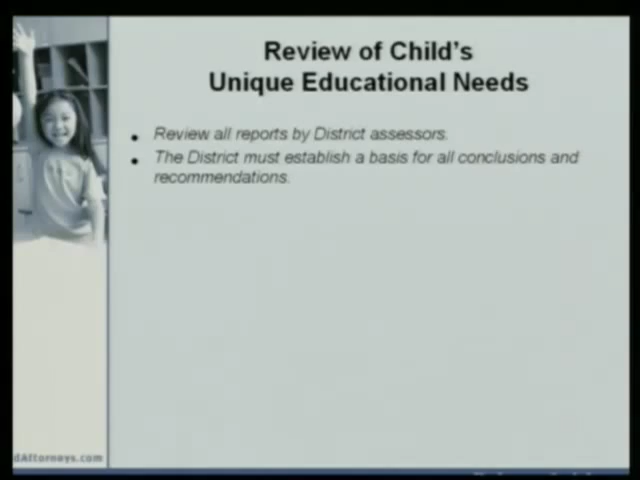 Review of Child's
Unique Educational Needs
• Review all reports by District assessors.
• The District must establish a basis for all conclusions and
recommendations.
dAttorneys.com